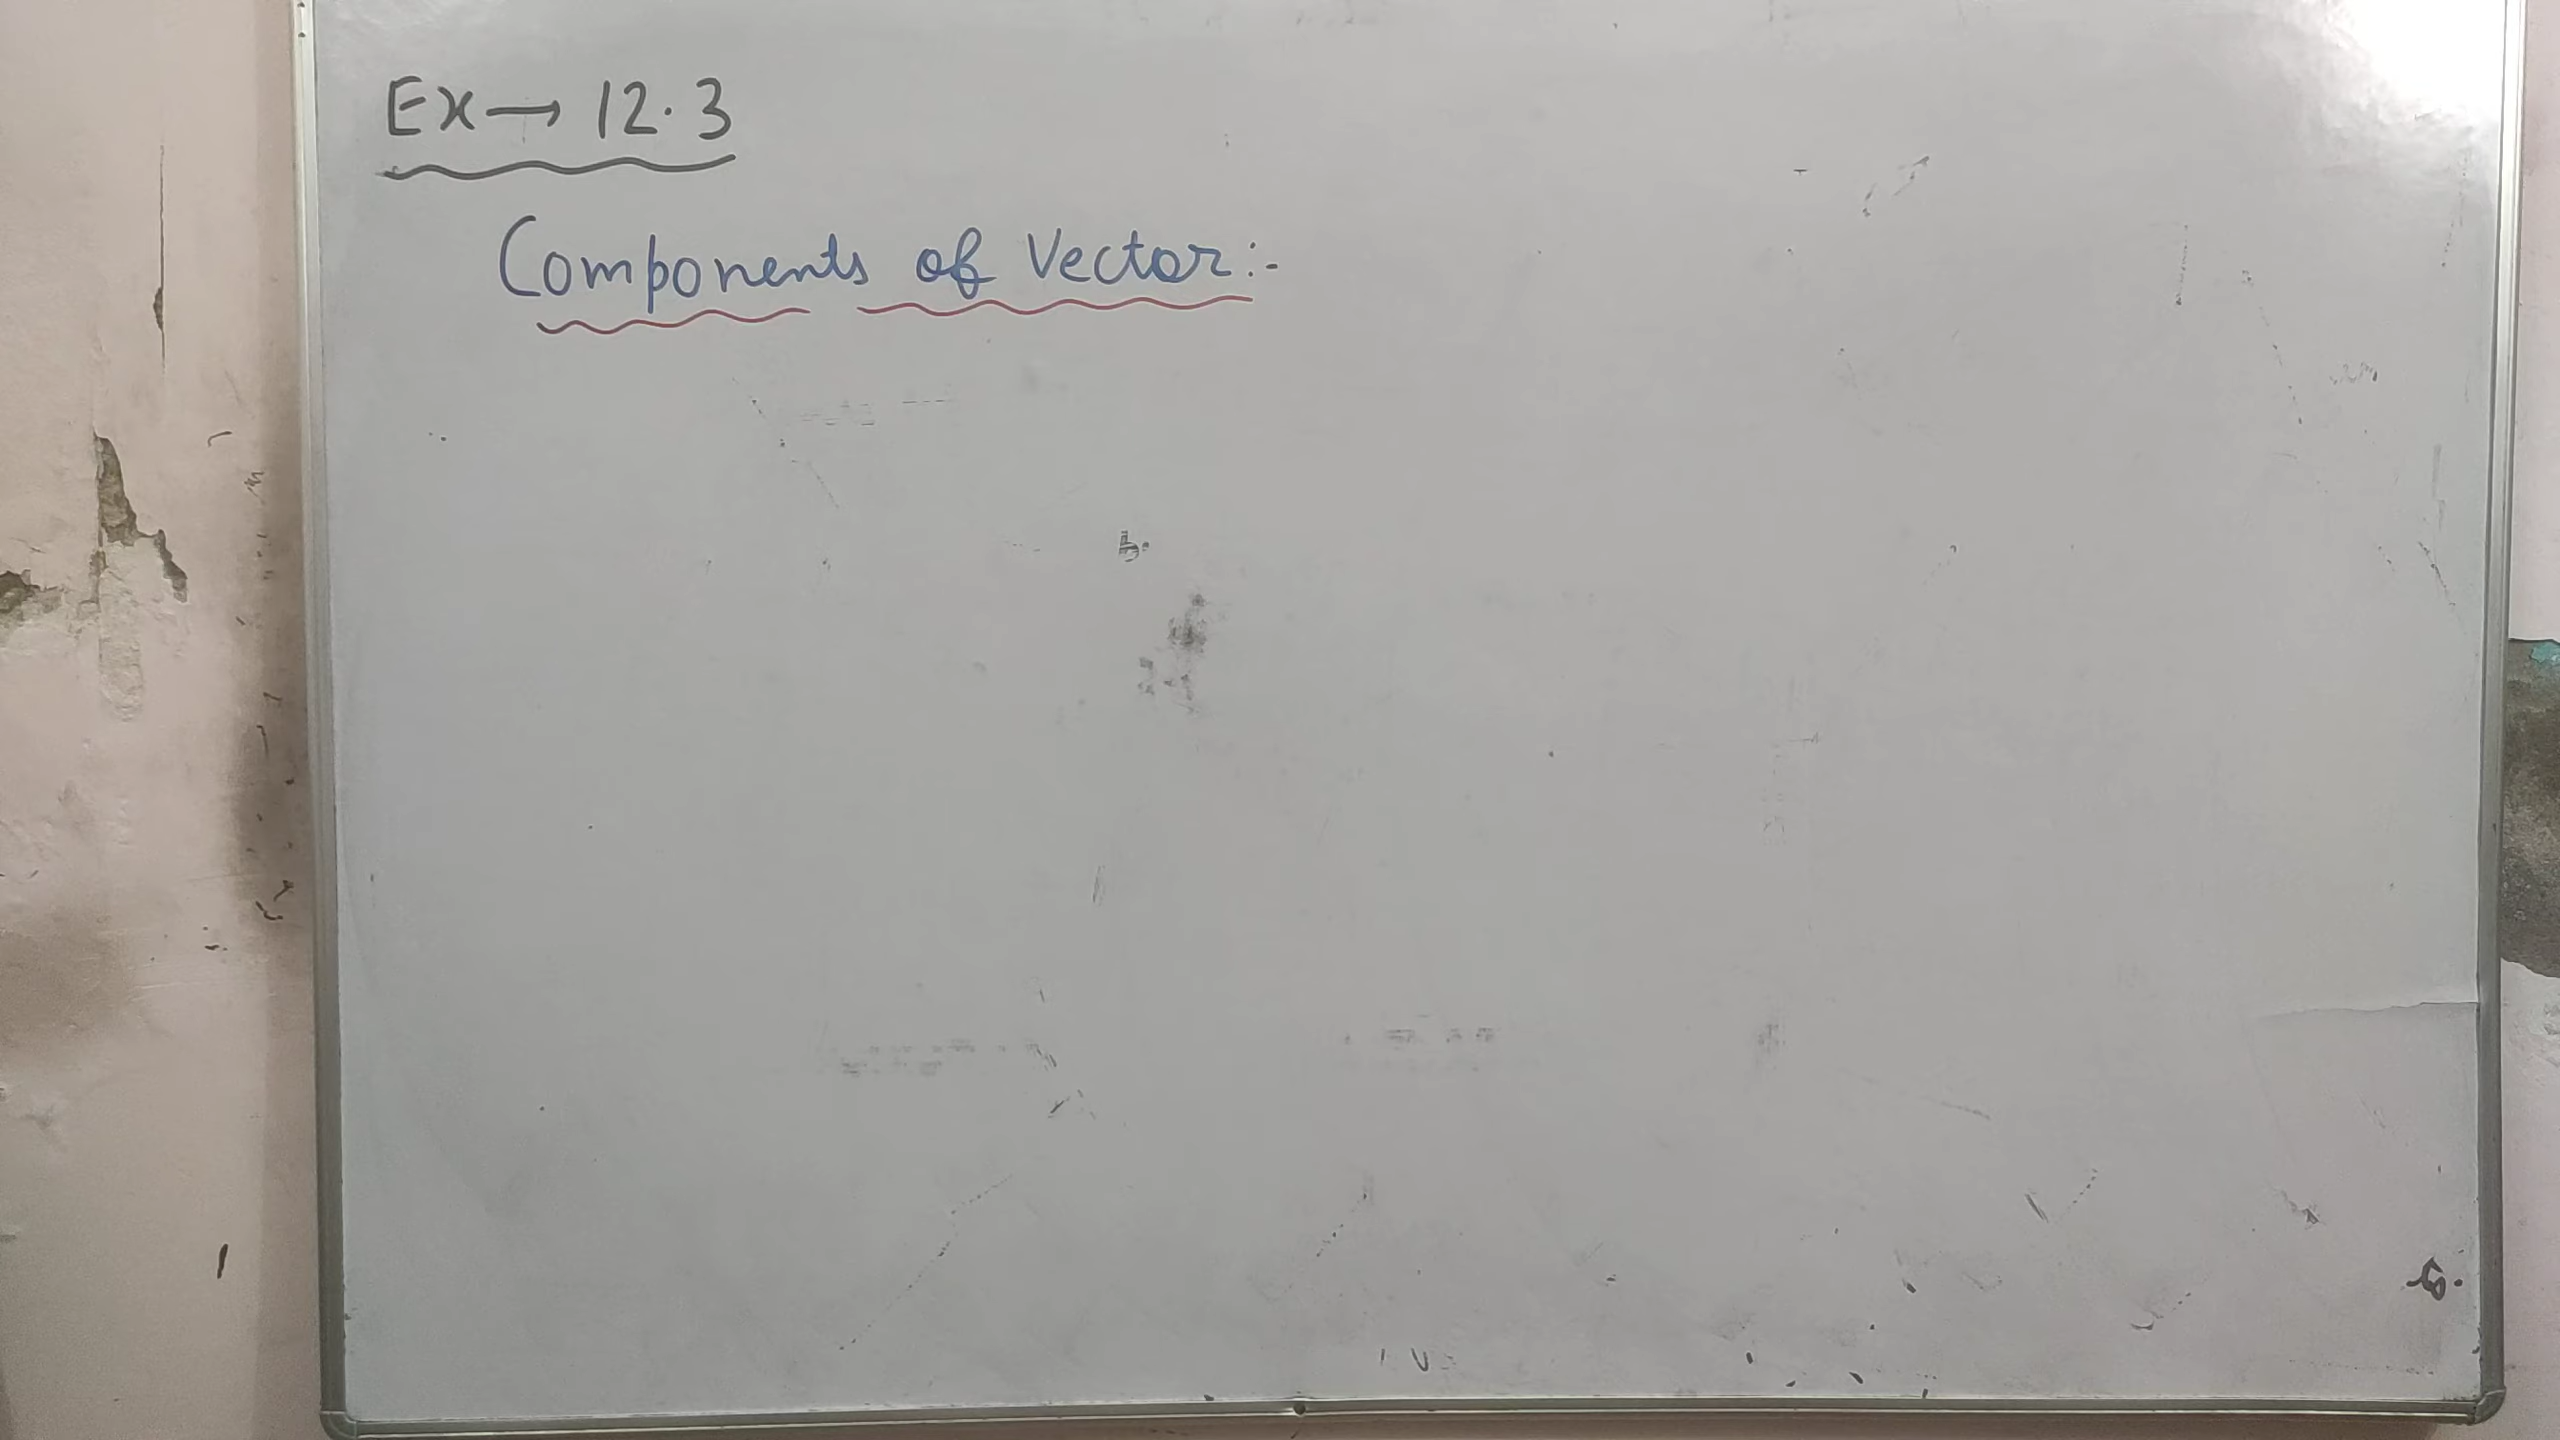 Ex → 12.3
Components of Vector:-